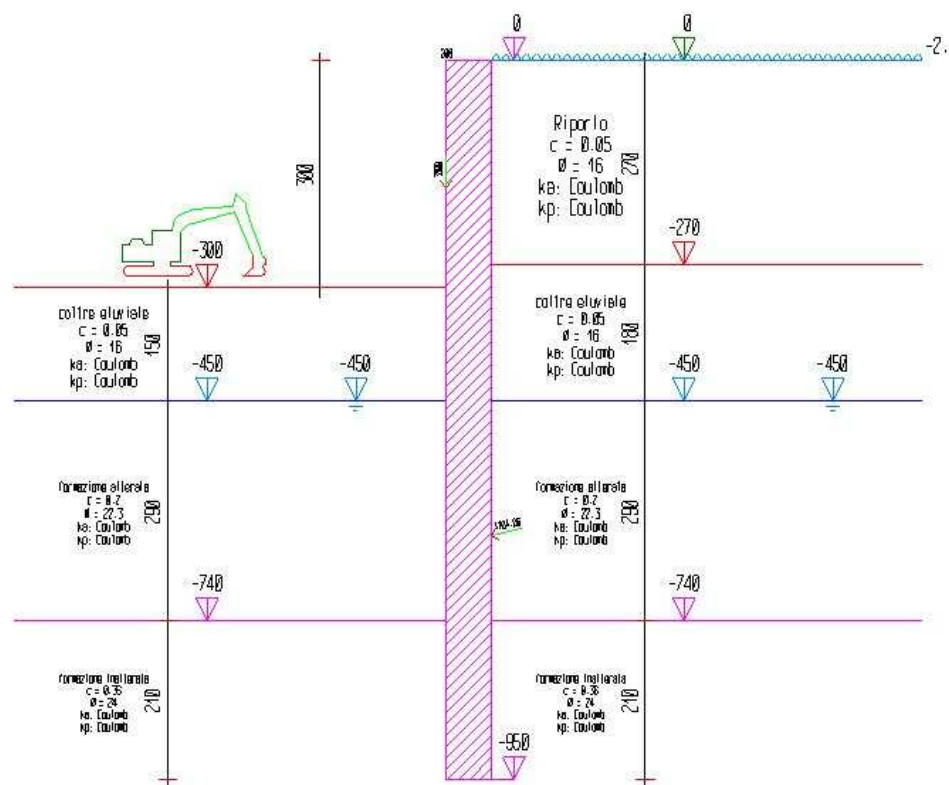 0
0
-2.
Riporto
c = 0.05
Ø = 16
ka: Coulomb
kp: Coulomb
270
300
-300
-270
coltre eluviale
c = 0.05
Ø = 16
ka: Coulomb
kp: Coulomb
150
coltre eluviale
c = 0.05
Ø = 16
ka: Coulomb
kp: Coulomb
180
-450
-450
-450
-450
formazione alterata
c = 0.2
Ø = 22.3
ka: Coulomb
kp: Coulomb
290
formazione alterata
c = 0.2
Ø = 22.3
ka: Coulomb
kp: Coulomb
290
-740
-740
formazione inalterata
c = 0.36
Ø = 24
ka: Coulomb
kp: Coulomb
210
formazione inalterata
c = 0.36
Ø = 24
ka: Coulomb
kp: Coulomb
210
-950